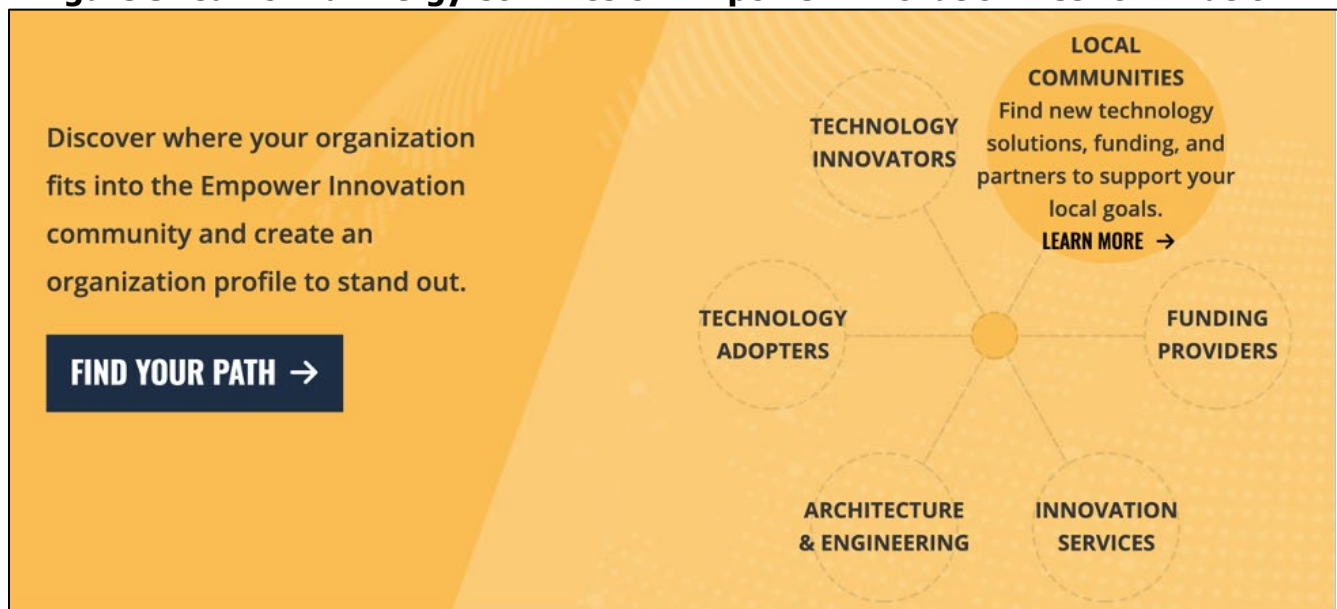 Discover where your organization
fits into the Empower Innovation
community and create an
organization profile to stand out.
FIND YOUR PATH →
TECHNOLOGY
INNOVATORS
LOCAL
COMMUNITIES
Find new technology
solutions, funding, and
partners to support your
local goals.
LEARN MORE →
TECHNOLOGY
ADOPTERS
FUNDING
PROVIDERS
ARCHITECTURE
& ENGINEERING
INNOVATION
SERVICES